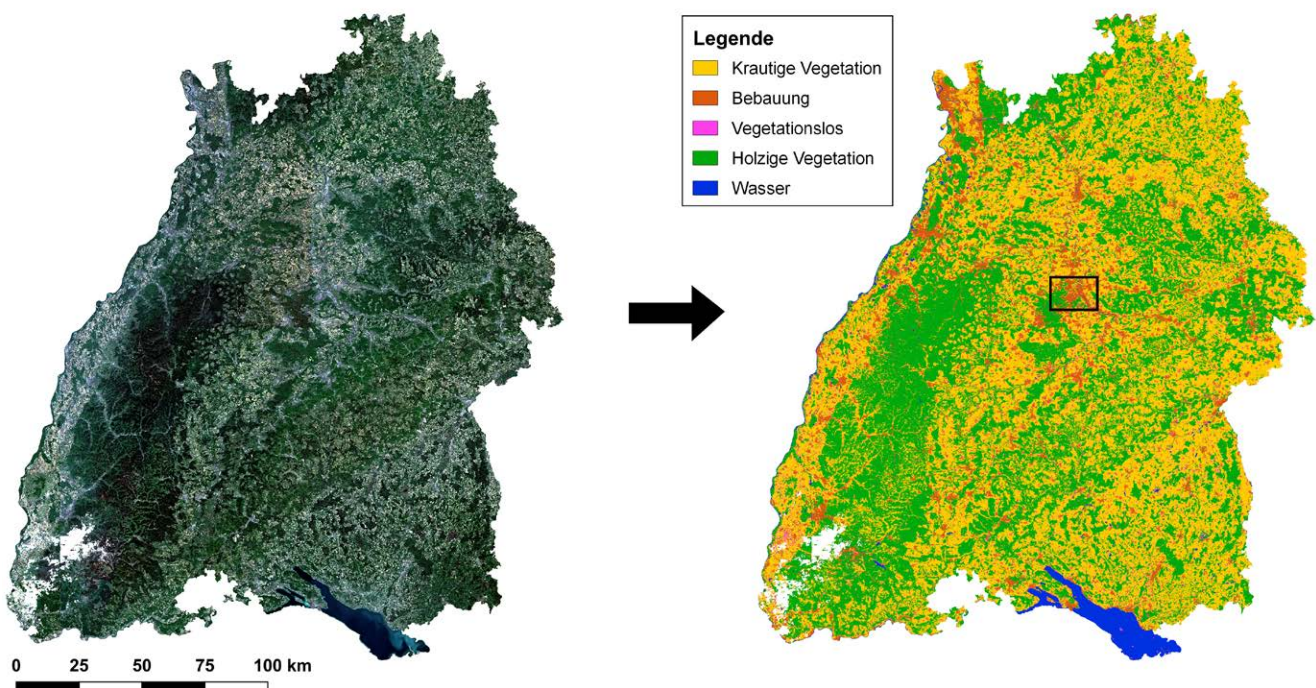 Legende
Krautige Vegetation
Bebauung
Vegetationslos
Holzige Vegetation
Wasser
0 25 50 75 100 km